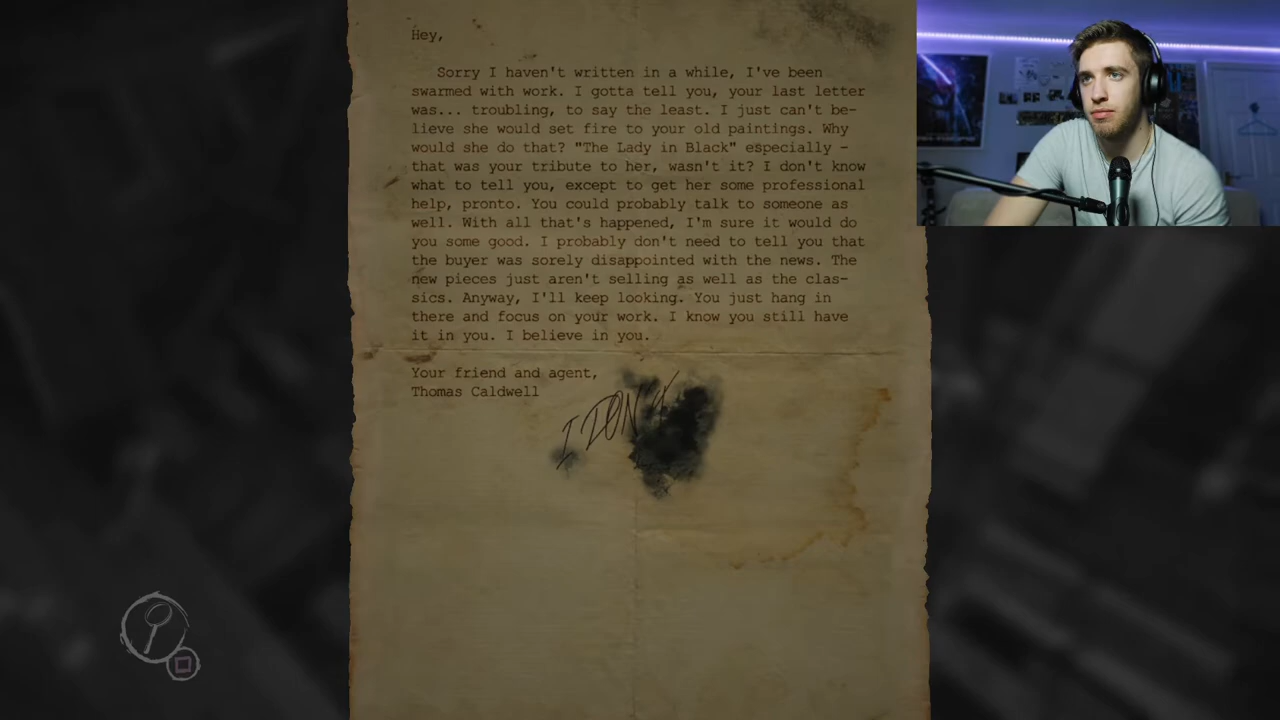 Hey,
Sorry I haven't written in a while, I've been
swarmed with work. I gotta tell you, your last letter
was... troubling, to say the least. I just can't be-
lieve she would set fire to your old paintings. Why
would she do that? "The Lady in Black" especially -
that was your tribute to her, wasn't it? I don't know
what to tell you, except to get her some professional
help, pronto. You could probably talk to someone as
well. With all that's happened, I'm sure it would do
you some good. I probably don't need to tell you that
the buyer was sorely disappointed with the news. The
new pieces just aren't selling as well as the clas-
sics. Anyway, I'll keep looking. You just hang in
there and focus on your work. I know you still have
it in you. I believe in you.
Your friend and agent,
Thomas Caldwell
I DON'T